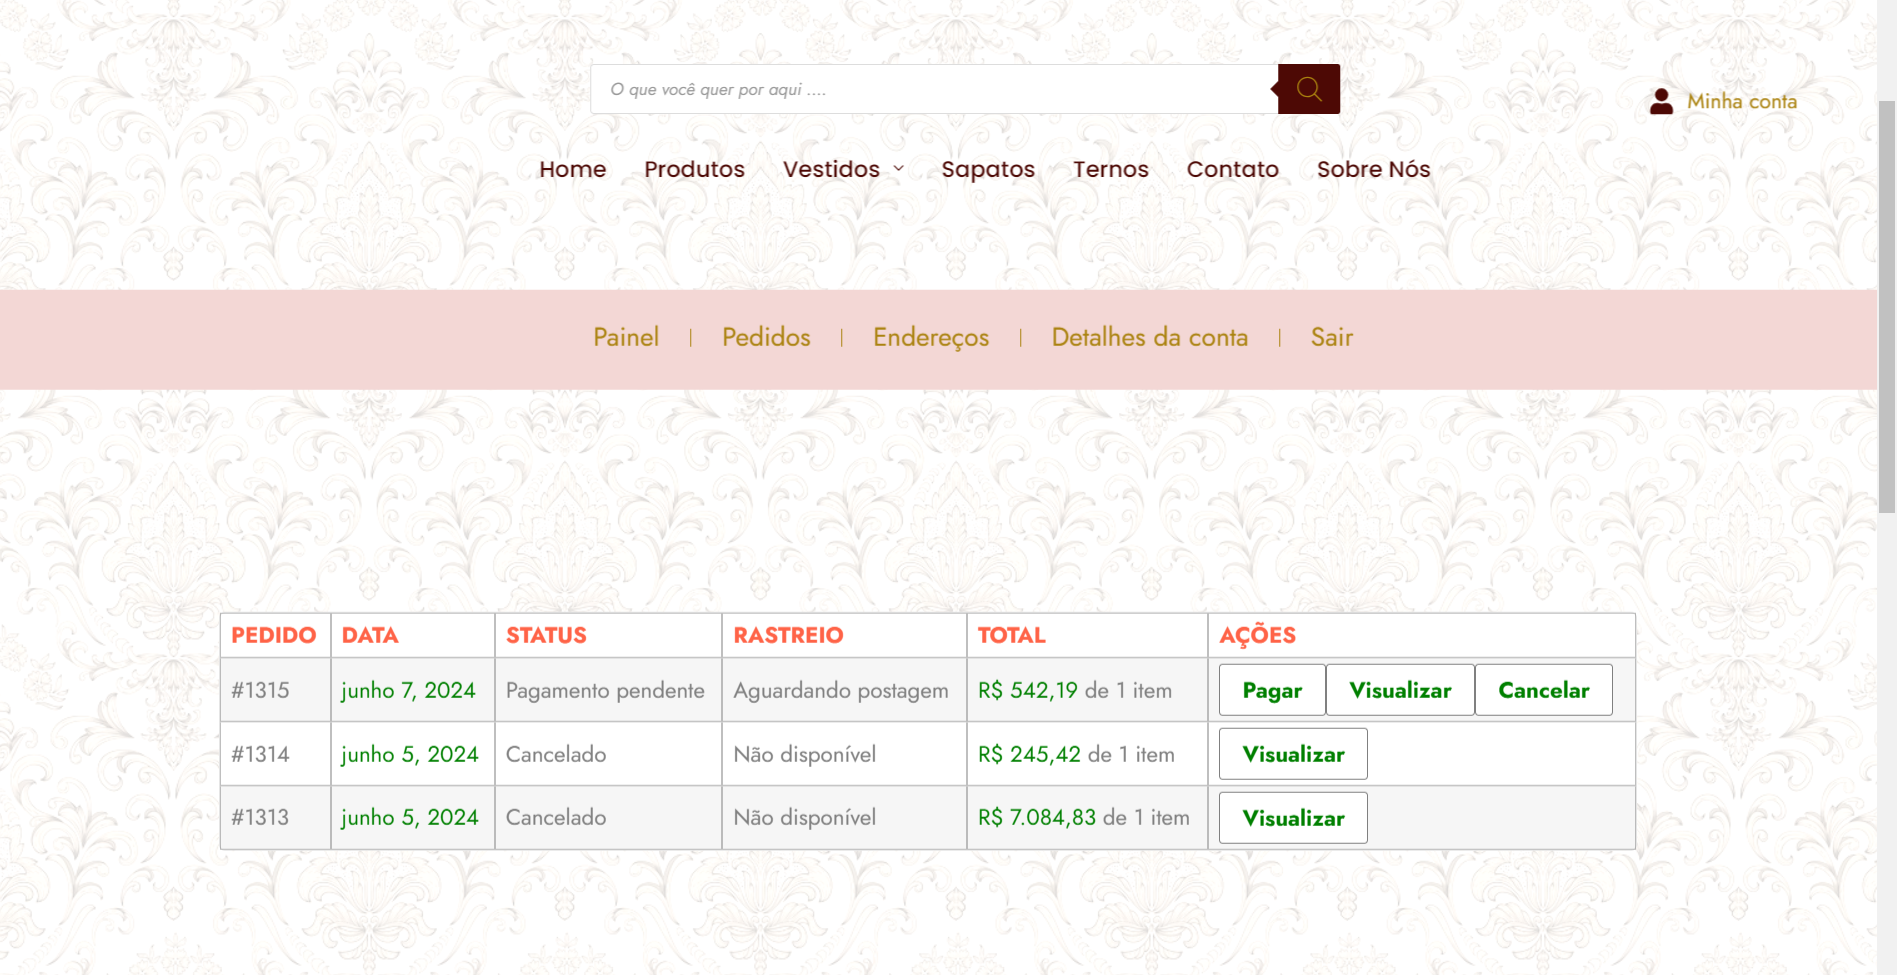 O que você quer por aqui ....
Minha conta
Home Produtos Vestidos Sapatos Ternos Contato Sobre Nós
Painel | Pedidos | Endereços | Detalhes da conta | Sair
PEDIDO DATA STATUS RASTREIO TOTAL AÇÕES
#1315 junho 7, 2024 Pagamento pendente Aguardando postagem R$ 542,19 de 1 item Pagar Visualizar Cancelar
#1314 junho 5, 2024 Cancelado Não disponível R$ 245,42 de 1 item Visualizar
#1313 junho 5, 2024 Cancelado Não disponível R$ 7.084,83 de 1 item Visualizar